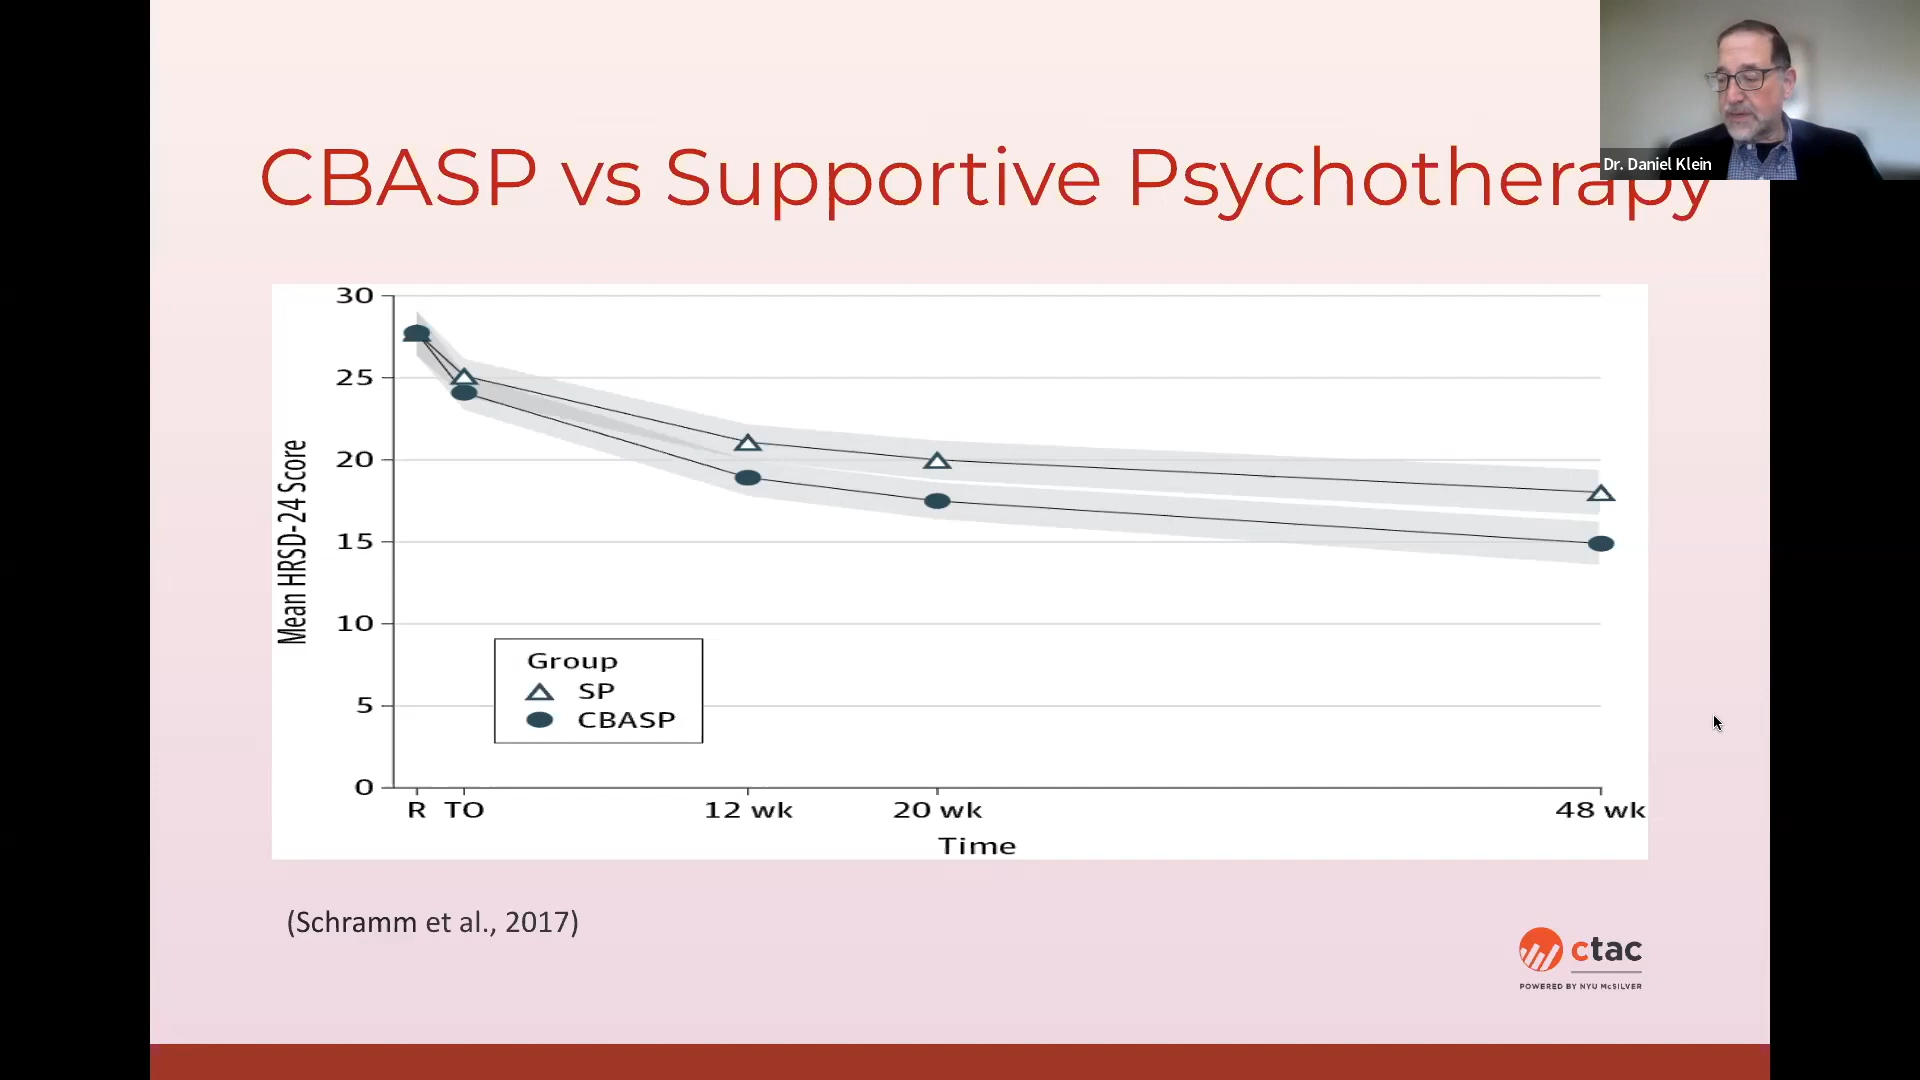 Dr. Daniel Klein
CBASP vs Supportive Psychotherapy
30
25
20
15
10
5
0
Mean HRSD-24 Score
Group
SP
CBASP
R TO 12 wk 20 wk 48 wk
Time
(Schramm et al., 2017)
ctac
POWERED BY NYU McSILVER